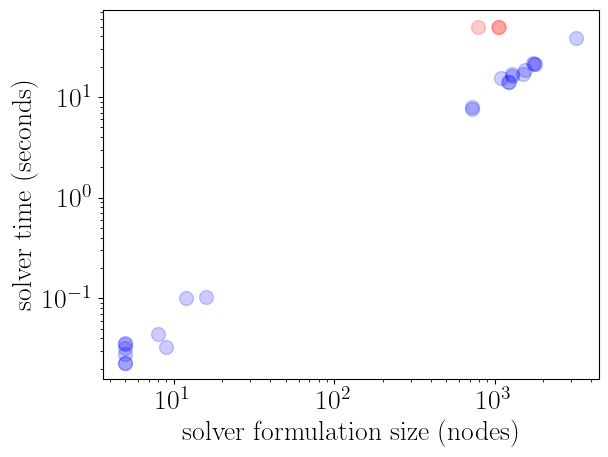 solver time (seconds)
10¹
10⁰
10⁻¹
10¹ 10² 10³
solver formulation size (nodes)